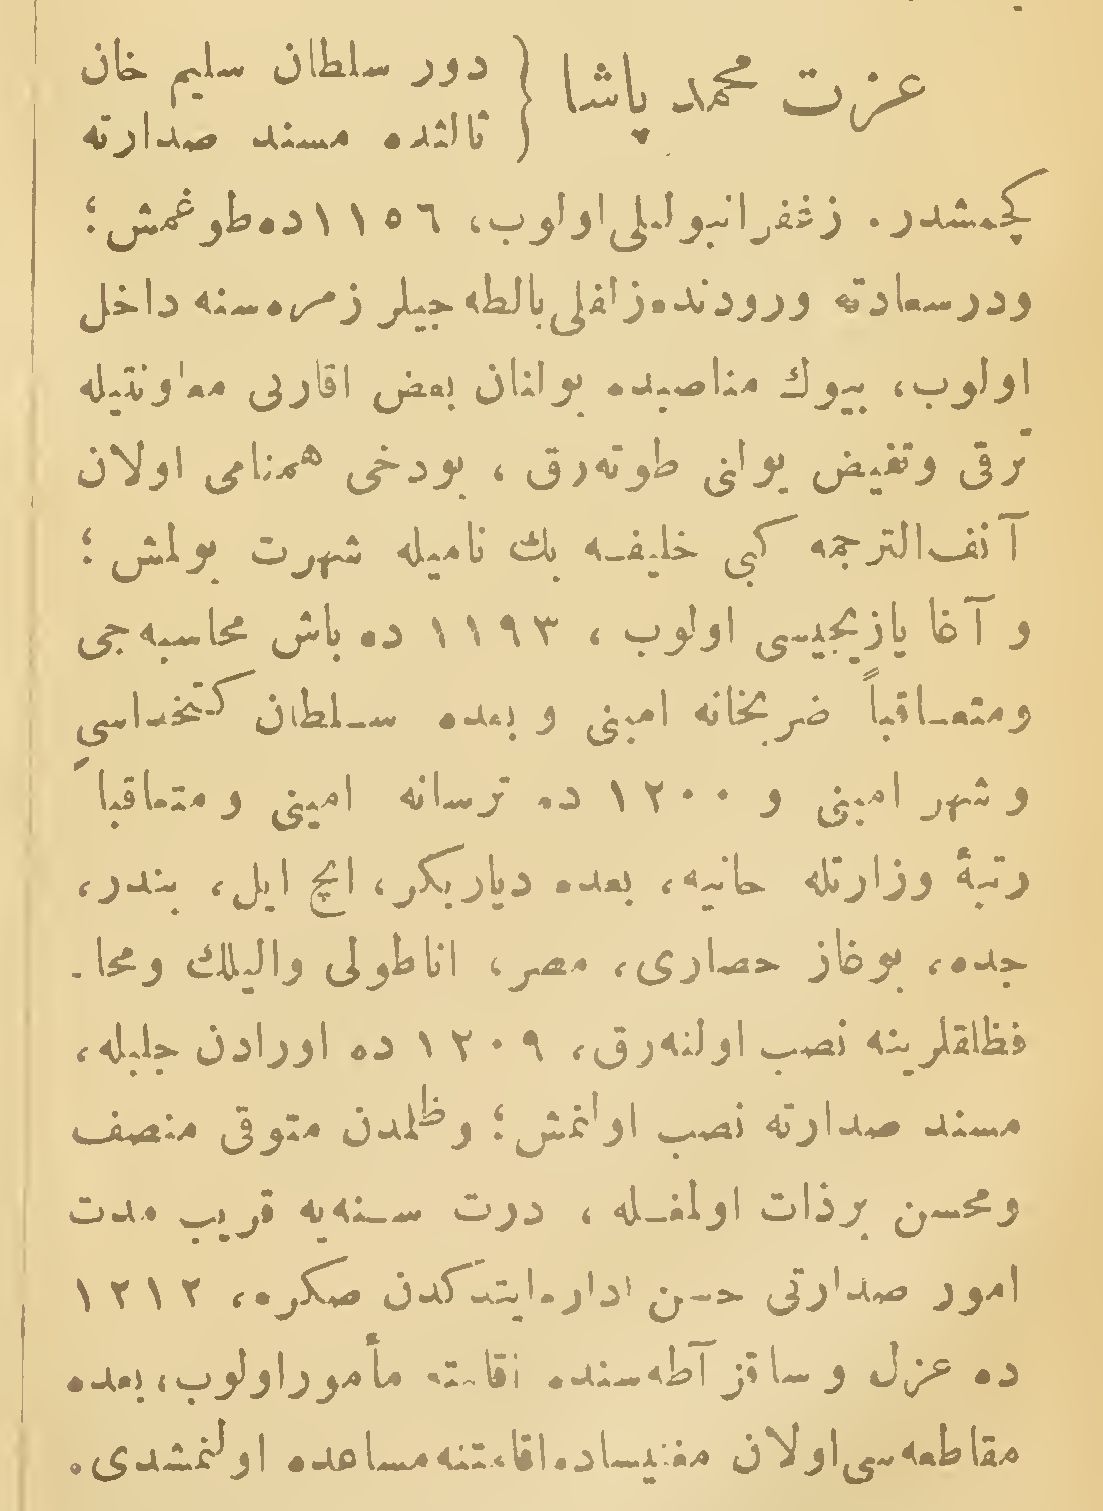 عزت محمد پاشا { دور سلطان سليم خان
ثالثده مسند صدارته
كچمشدر . زغفرانبوليلى اولوب، ١١٥٦ ده طوغمش؛
ودرسعادته ورودنده زلفلى بالطه جيلر زمره سنه داخل
اولوب، بيوك مناصبده بولنان بعض اقاربى معاونتيله
ترقى وتفيض يولنى طوته رق ، بودخى همنامى اولان
آنف الترجمه كبى خليفه بك ناميله شهرت بولمش ؛
و آغا يازيجيسى اولوب ، ١١٩٣ ده باش محاسبه جى
ومتعاقباً ضربخانه امينى و بعده سلطان كتخداسى
و شهر امينى و ١٢٠٠ ده ترسانه امينى و متعاقباً
رتبۀ وزارتله حانيه، بعده دياربكر، ايچ ايل، بندر،
جده، بوغاز حصارى، مصر، اناطولى واليلك ومحا-
فظلقلرينه نصب اولنه رق، ١٢٠٩ ده اورادن جلبله،
مسند صدارته نصب اولنمش؛ وظلمدن متوقى منصف
ومحسن برذات اولمغله ، درت سنه يه قريب مدت
امور صدارتى حسن اداره ايتدكدن صكره، ١٢١٢
ده عزل و ساقز آطه سنده اقامته مأمور اولوب، بعده
مقاطعه سى اولان مغنيساده اقامتنه مساعده اولنمشدى.